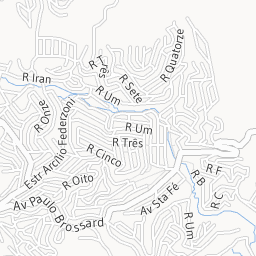 R Quatorze
R Três
R Iran
R Sete
R Um
R Onze
Estr Arcílio Federzoni
R Um
R Três
R Cinco
R Oito
R F
R B
R C
Av Sta Fé
Av Paulo Brossard
R Um